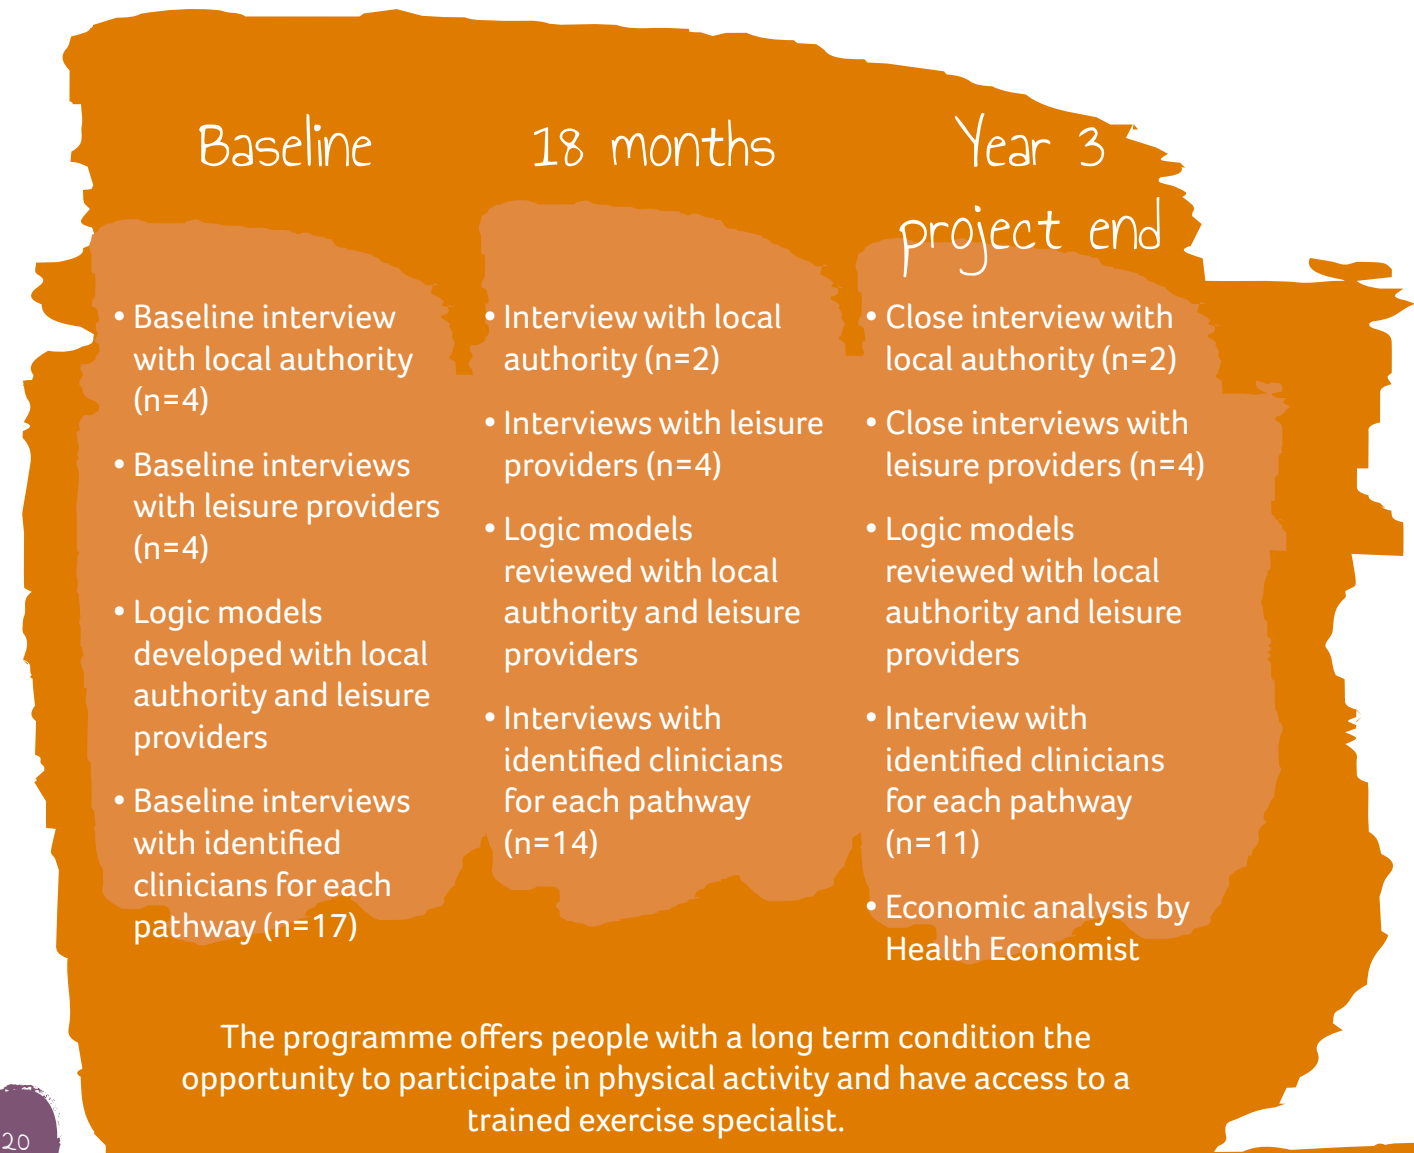 Baseline
• Baseline interview
with local authority
(n=4)
• Baseline interviews
with leisure providers
(n=4)
• Logic models
developed with local
authority and leisure
providers
• Baseline interviews
with identified
clinicians for each
pathway (n=17)
18 months
• Interview with local
authority (n=2)
• Interviews with leisure
providers (n=4)
• Logic models
reviewed with local
authority and leisure
providers
• Interviews with
identified clinicians
for each pathway
(n=14)
Year 3
project end
• Close interview with
local authority (n=2)
• Close interviews with
leisure providers (n=4)
• Logic models
reviewed with local
authority and leisure
providers
• Interview with
identified clinicians
for each pathway
(n=11)
• Economic analysis by
Health Economist
The programme offers people with a long term condition the
opportunity to participate in physical activity and have access to a
trained exercise specialist.
20